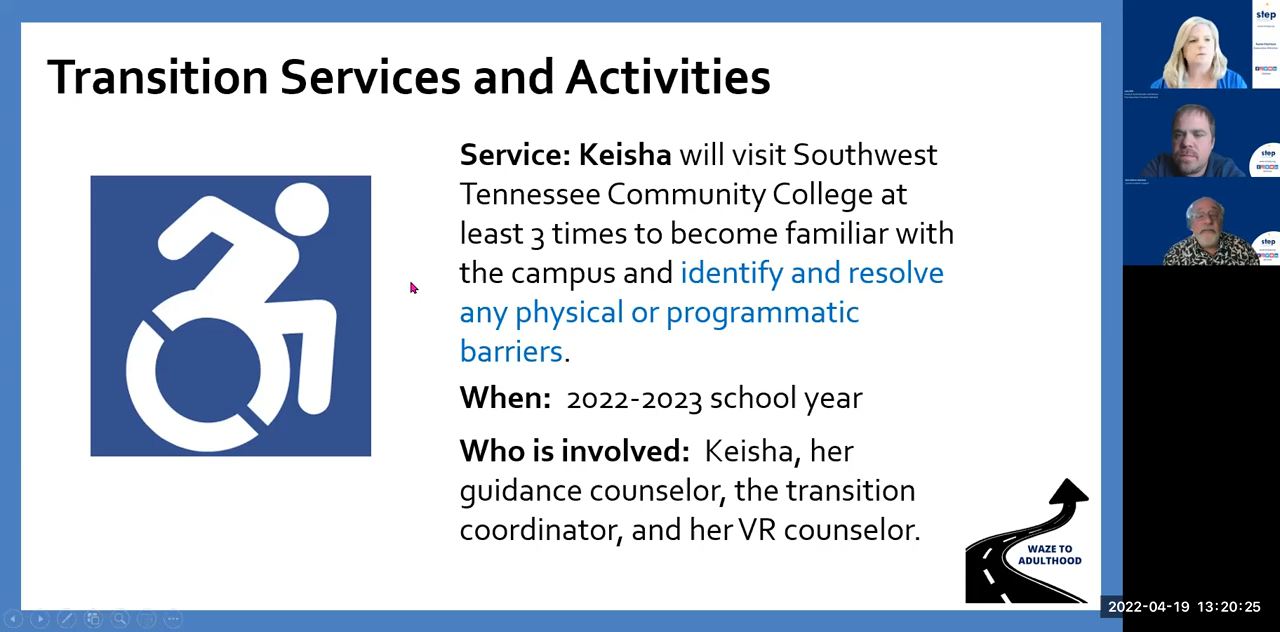 Transition Services and Activities
Service: Keisha will visit Southwest
Tennessee Community College at
least 3 times to become familiar with
the campus and identify and resolve
any physical or programmatic
barriers.
When: 2022-2023 school year
Who is involved: Keisha, her
guidance counselor, the transition
coordinator, and her VR counselor.
WAZE TO
ADULTHOOD
step
step
step
2022-04-19 13:20:25